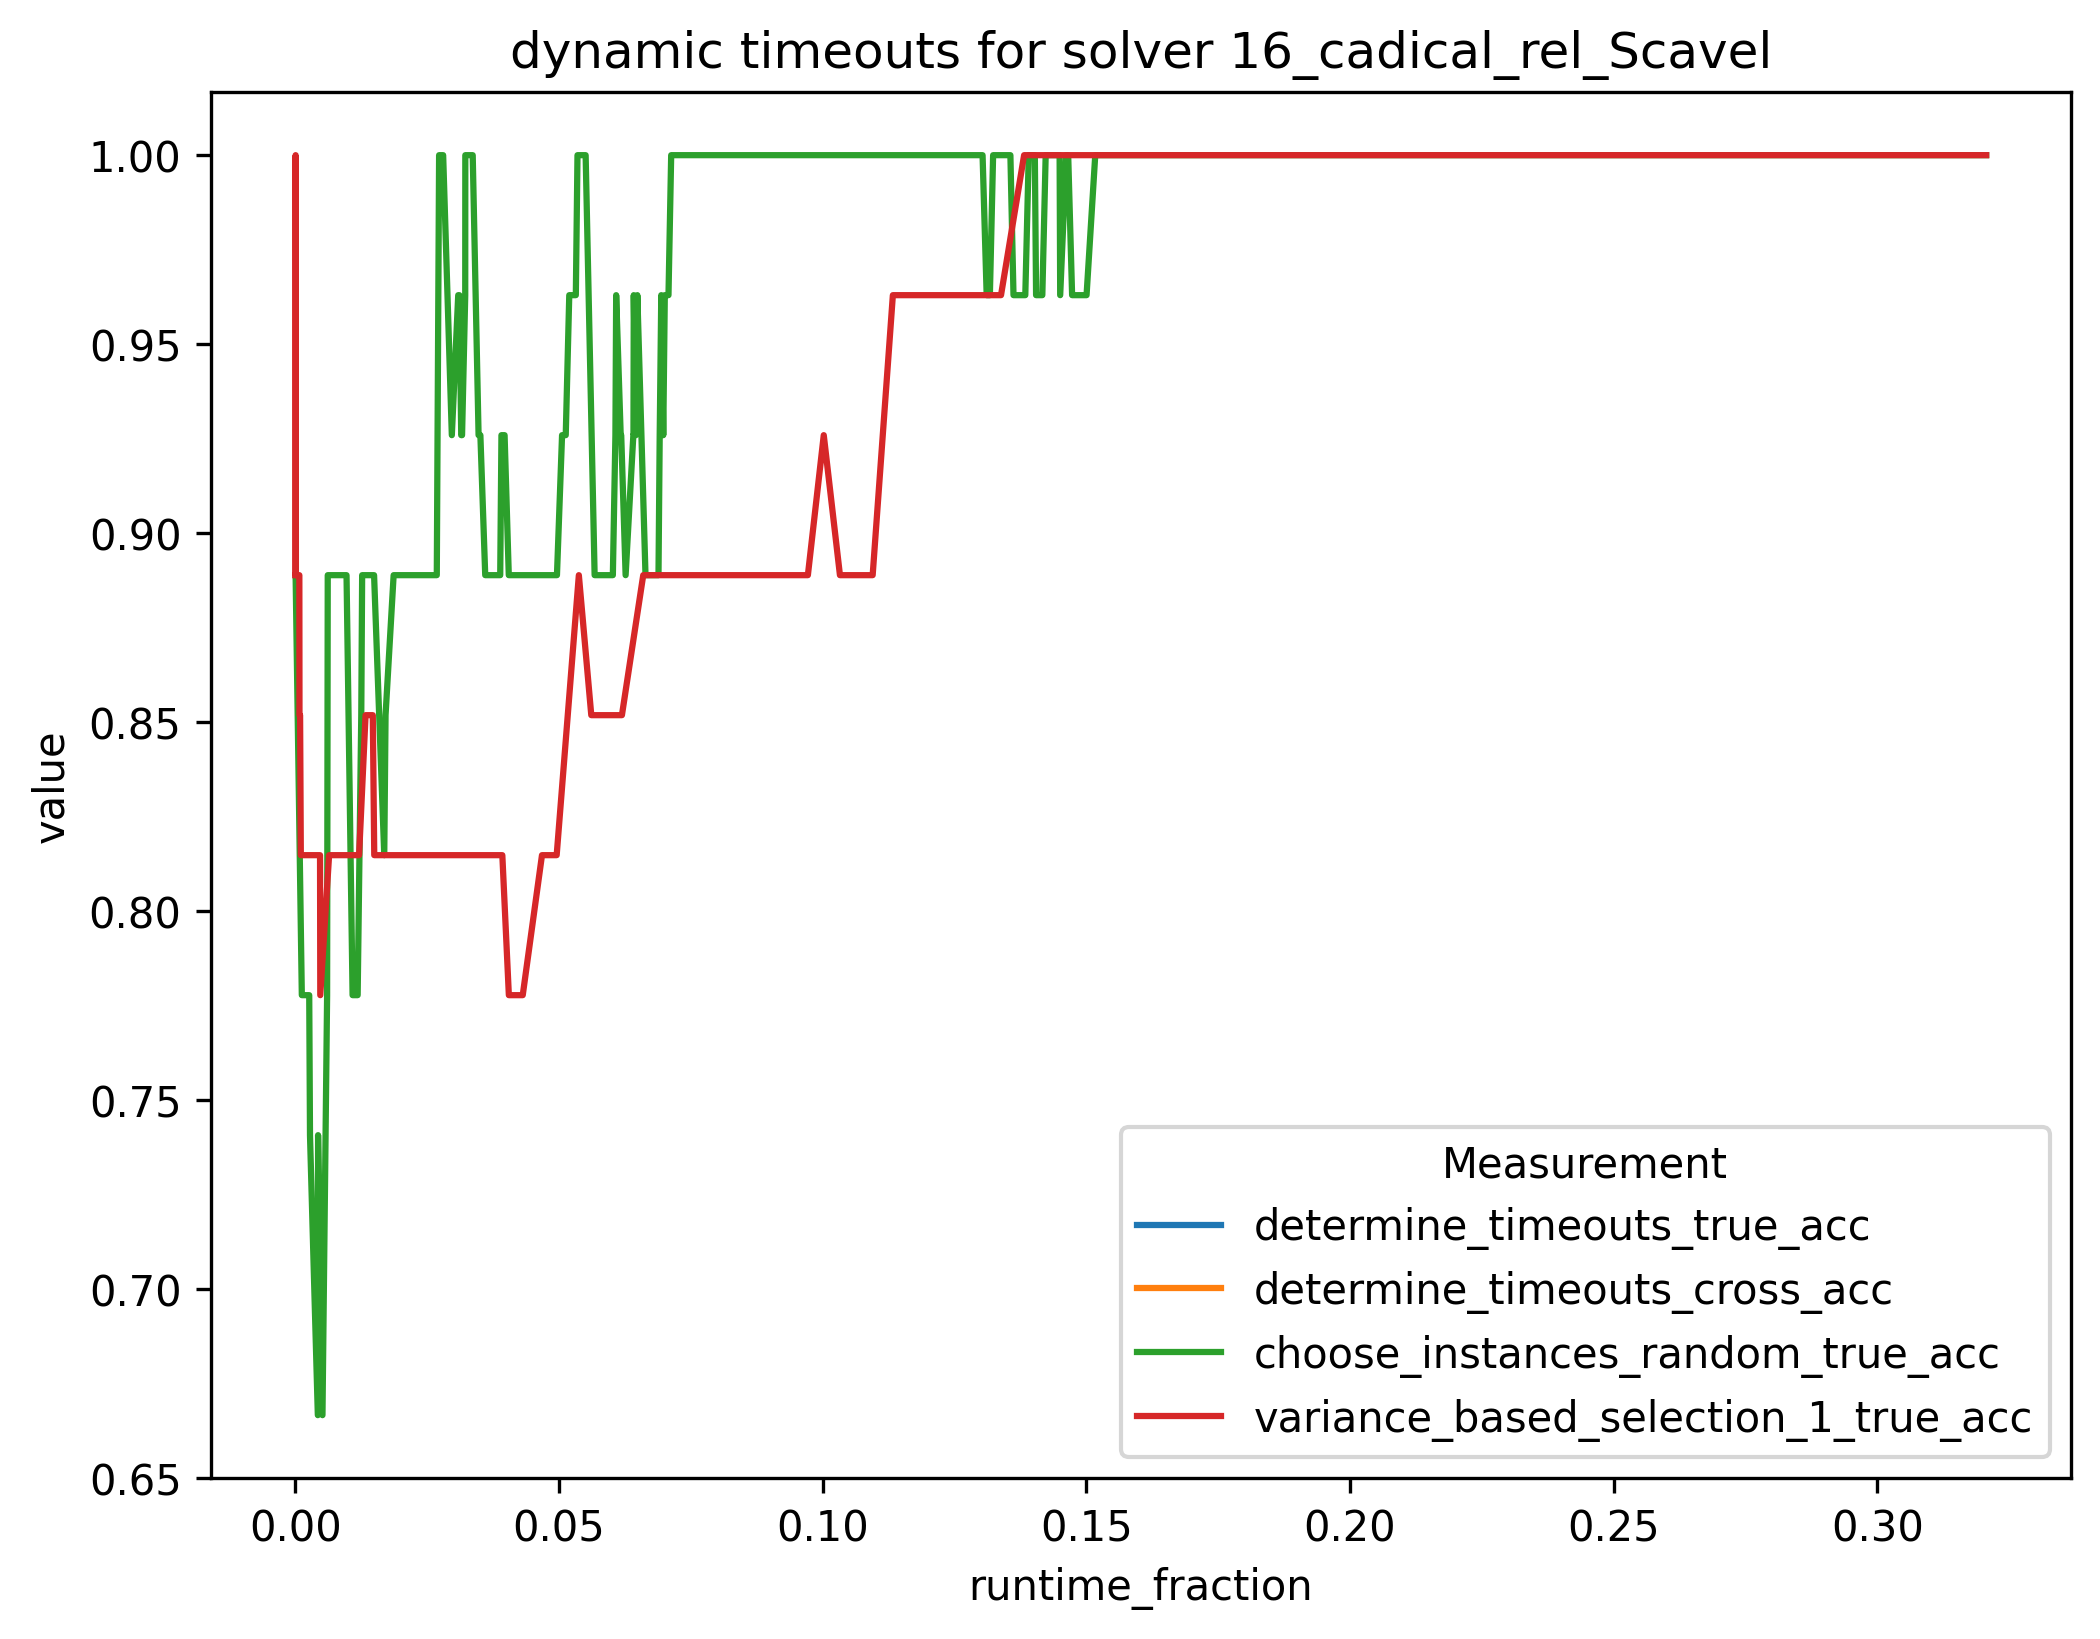 dynamic timeouts for solver 16_cadical_rel_Scavel
1.00
0.95
0.90
0.85
0.80
0.75
0.70
0.65
value
0.00 0.05 0.10 0.15 0.20 0.25 0.30
runtime_fraction
Measurement
determine_timeouts_true_acc
determine_timeouts_cross_acc
choose_instances_random_true_acc
variance_based_selection_1_true_acc